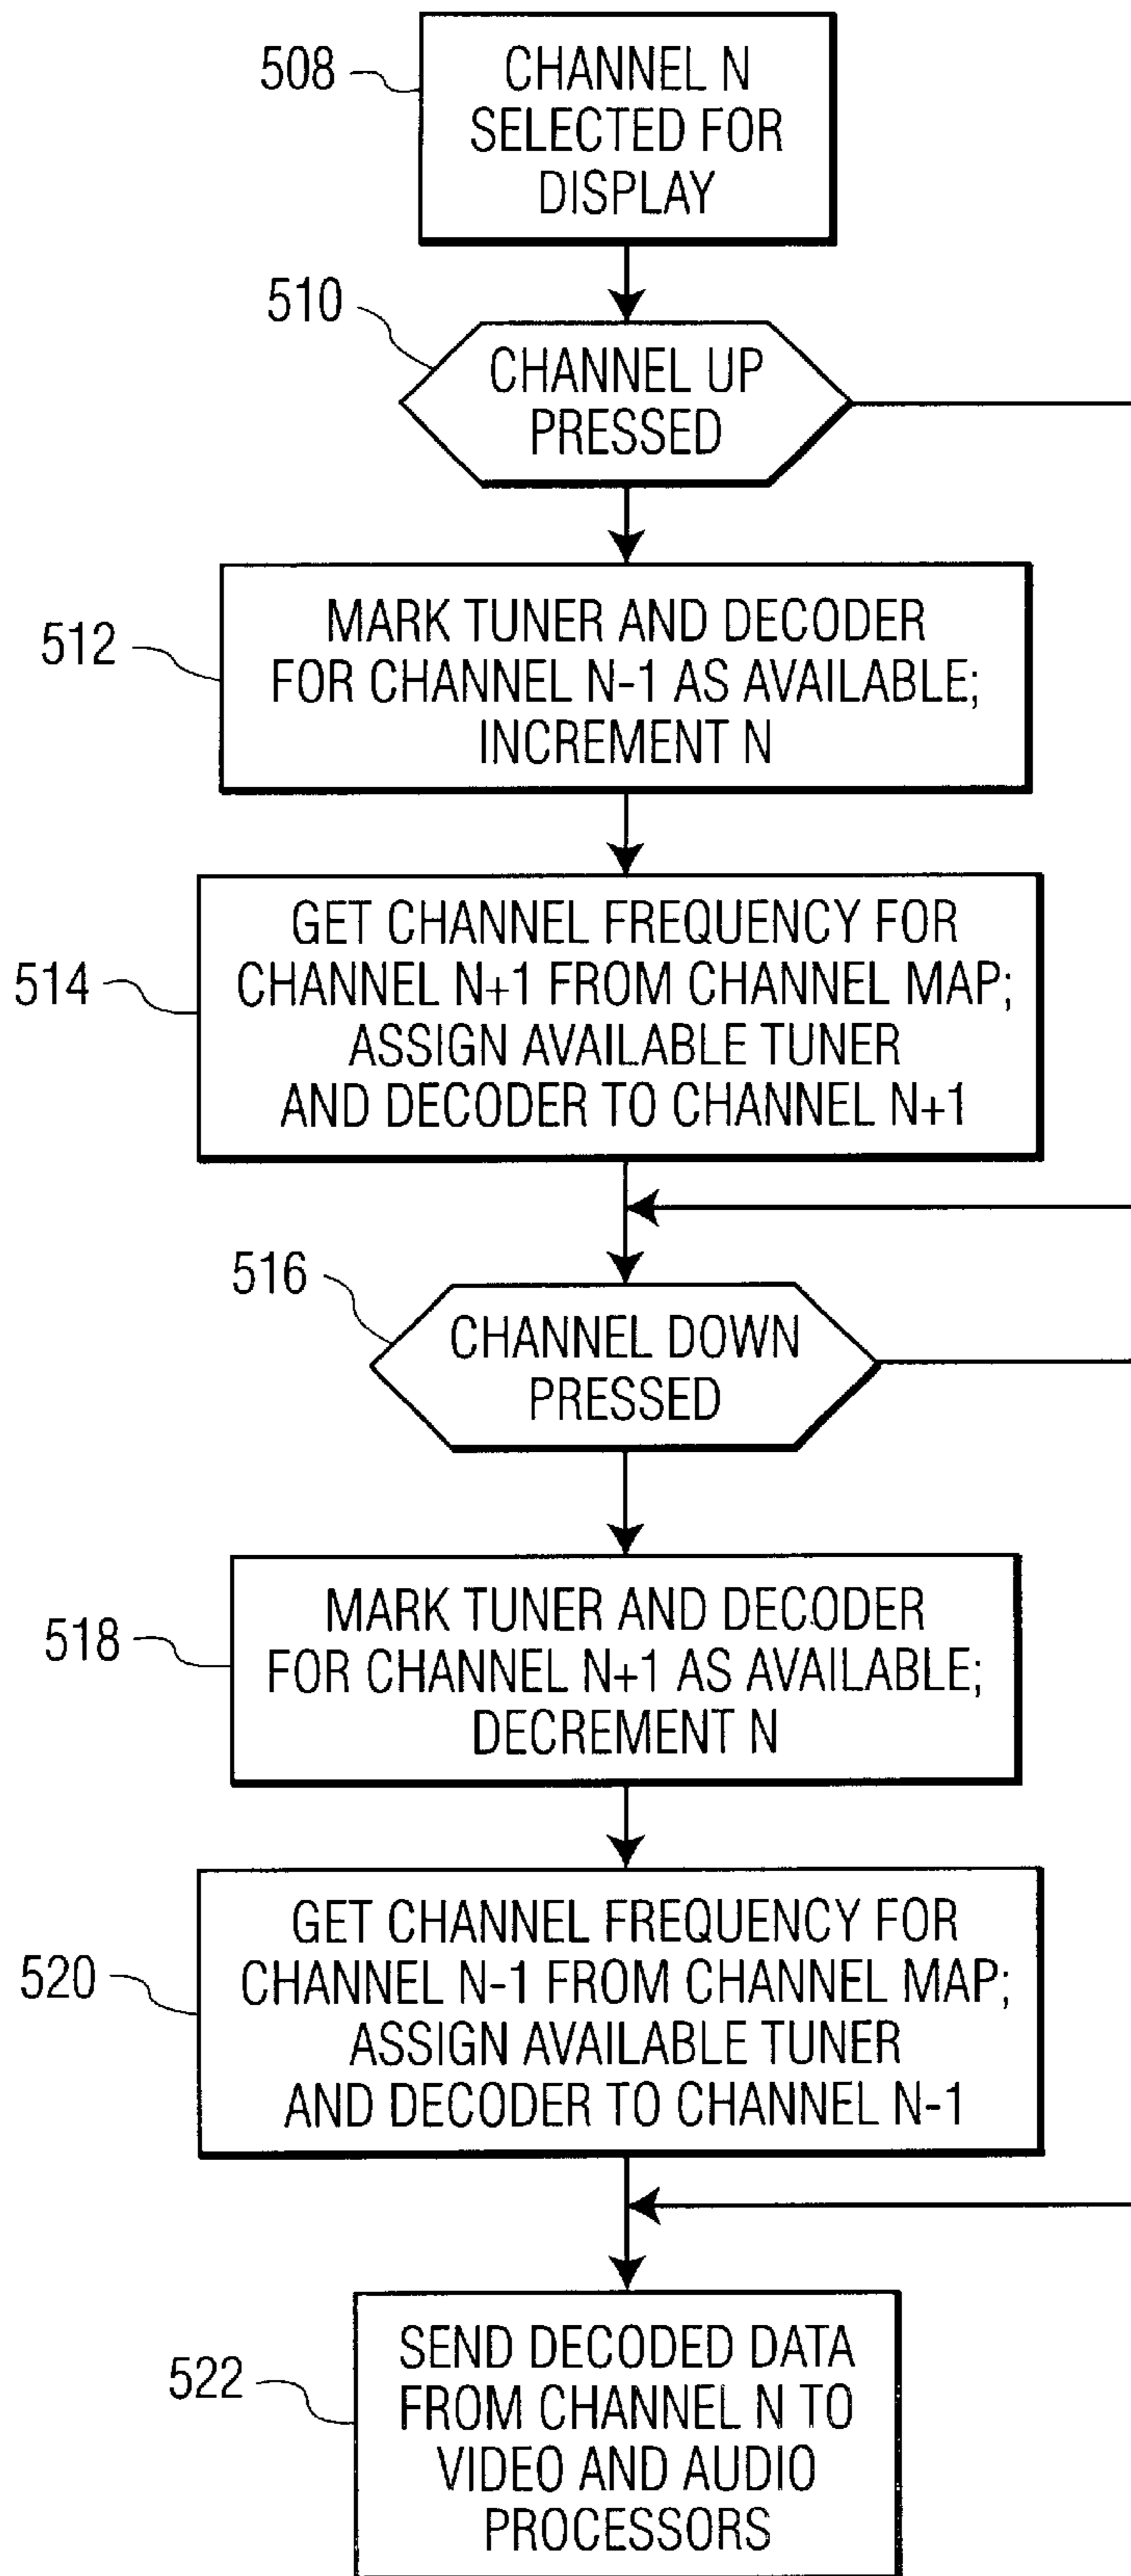 508
CHANNEL N
SELECTED FOR
DISPLAY
510
CHANNEL UP
PRESSED
512
MARK TUNER AND DECODER
FOR CHANNEL N-1 AS AVAILABLE;
INCREMENT N
514
GET CHANNEL FREQUENCY FOR
CHANNEL N+1 FROM CHANNEL MAP;
ASSIGN AVAILABLE TUNER
AND DECODER TO CHANNEL N+1
516
CHANNEL DOWN
PRESSED
518
MARK TUNER AND DECODER
FOR CHANNEL N+1 AS AVAILABLE;
DECREMENT N
520
GET CHANNEL FREQUENCY FOR
CHANNEL N-1 FROM CHANNEL MAP;
ASSIGN AVAILABLE TUNER
AND DECODER TO CHANNEL N-1
522
SEND DECODED DATA
FROM CHANNEL N TO
VIDEO AND AUDIO
PROCESSORS